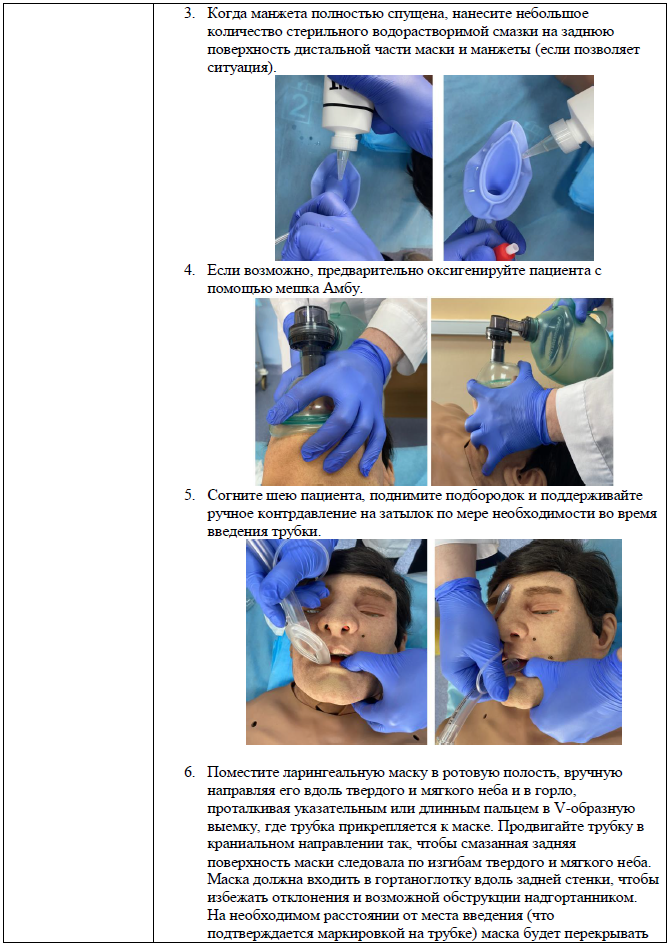 3. Когда манжета полностью спущена, нанесите небольшое
количество стерильного водорастворимой смазки на заднюю
поверхность дистальной части маски и манжеты (если позволяет
ситуация).
4. Если возможно, предварительно оксигенируйте пациента с
помощью мешка Амбу.
5. Согните шею пациента, поднимите подбородок и поддерживайте
ручное контрдавление на затылок по мере необходимости во время
введения трубки.
6. Поместите ларингеальную маску в ротовую полость, вручную
направляя его вдоль твердого и мягкого неба и в горло,
проталкивая указательным или длинным пальцем в V-образную
выемку, где трубка прикрепляется к маске. Продвигайте трубку в
краниальном направлении так, чтобы смазанная задняя
поверхность маски следовала по изгибам твердого и мягкого неба.
Маска должна входить в гортаноглотку вдоль задней стенки, чтобы
избежать отклонения и возможной обструкции надгортанником.
На необходимом расстоянии от места введения (что
подтверждается маркировкой на трубке) маска будет перекрывать